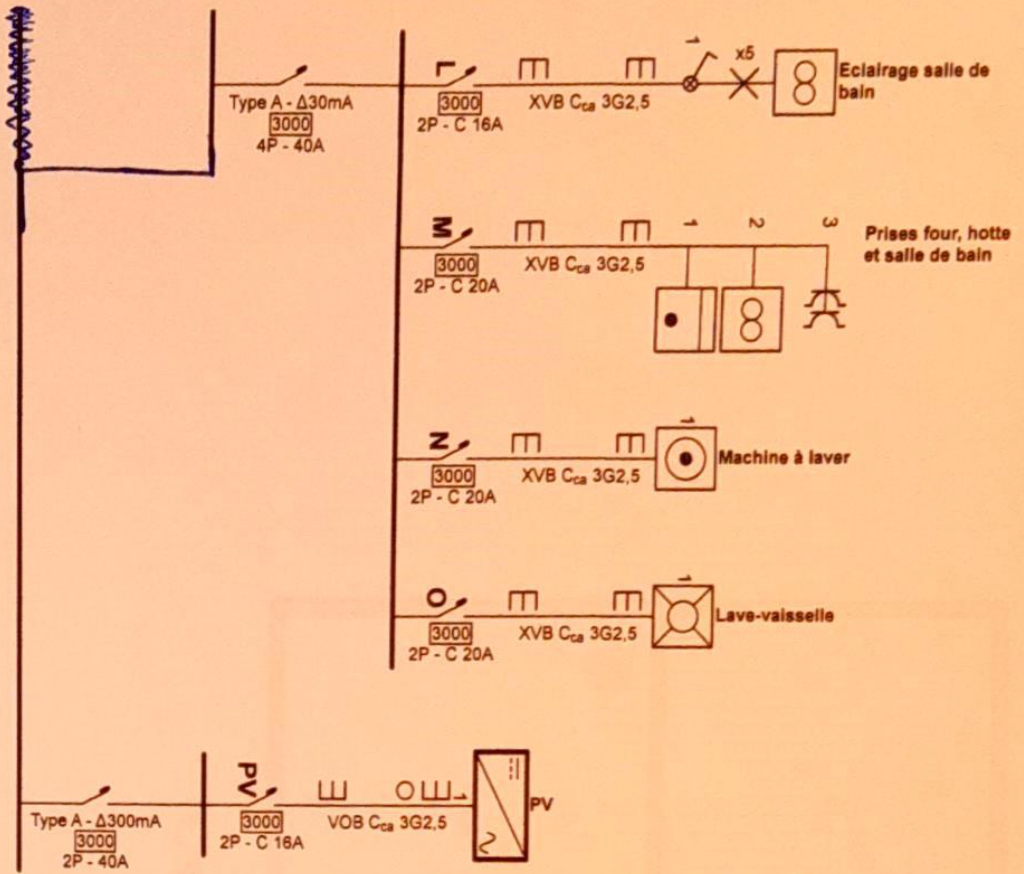 Type A - Δ30mA
3000
4P - 40A
L
3000
2P - C 16A
XVB Cca 3G2,5
1
x5
Eclairage salle de
bain
M
3000
2P - C 20A
XVB Cca 3G2,5
1
2
3
Prises four, hotte
et salle de bain
N
3000
2P - C 20A
XVB Cca 3G2,5
1
Machine à laver
O
3000
2P - C 20A
XVB Cca 3G2,5
1
Lave-vaisselle
Type A - Δ300mA
3000
2P - 40A
PV
3000
2P - C 16A
VOB Cca 3G2,5
1
PV